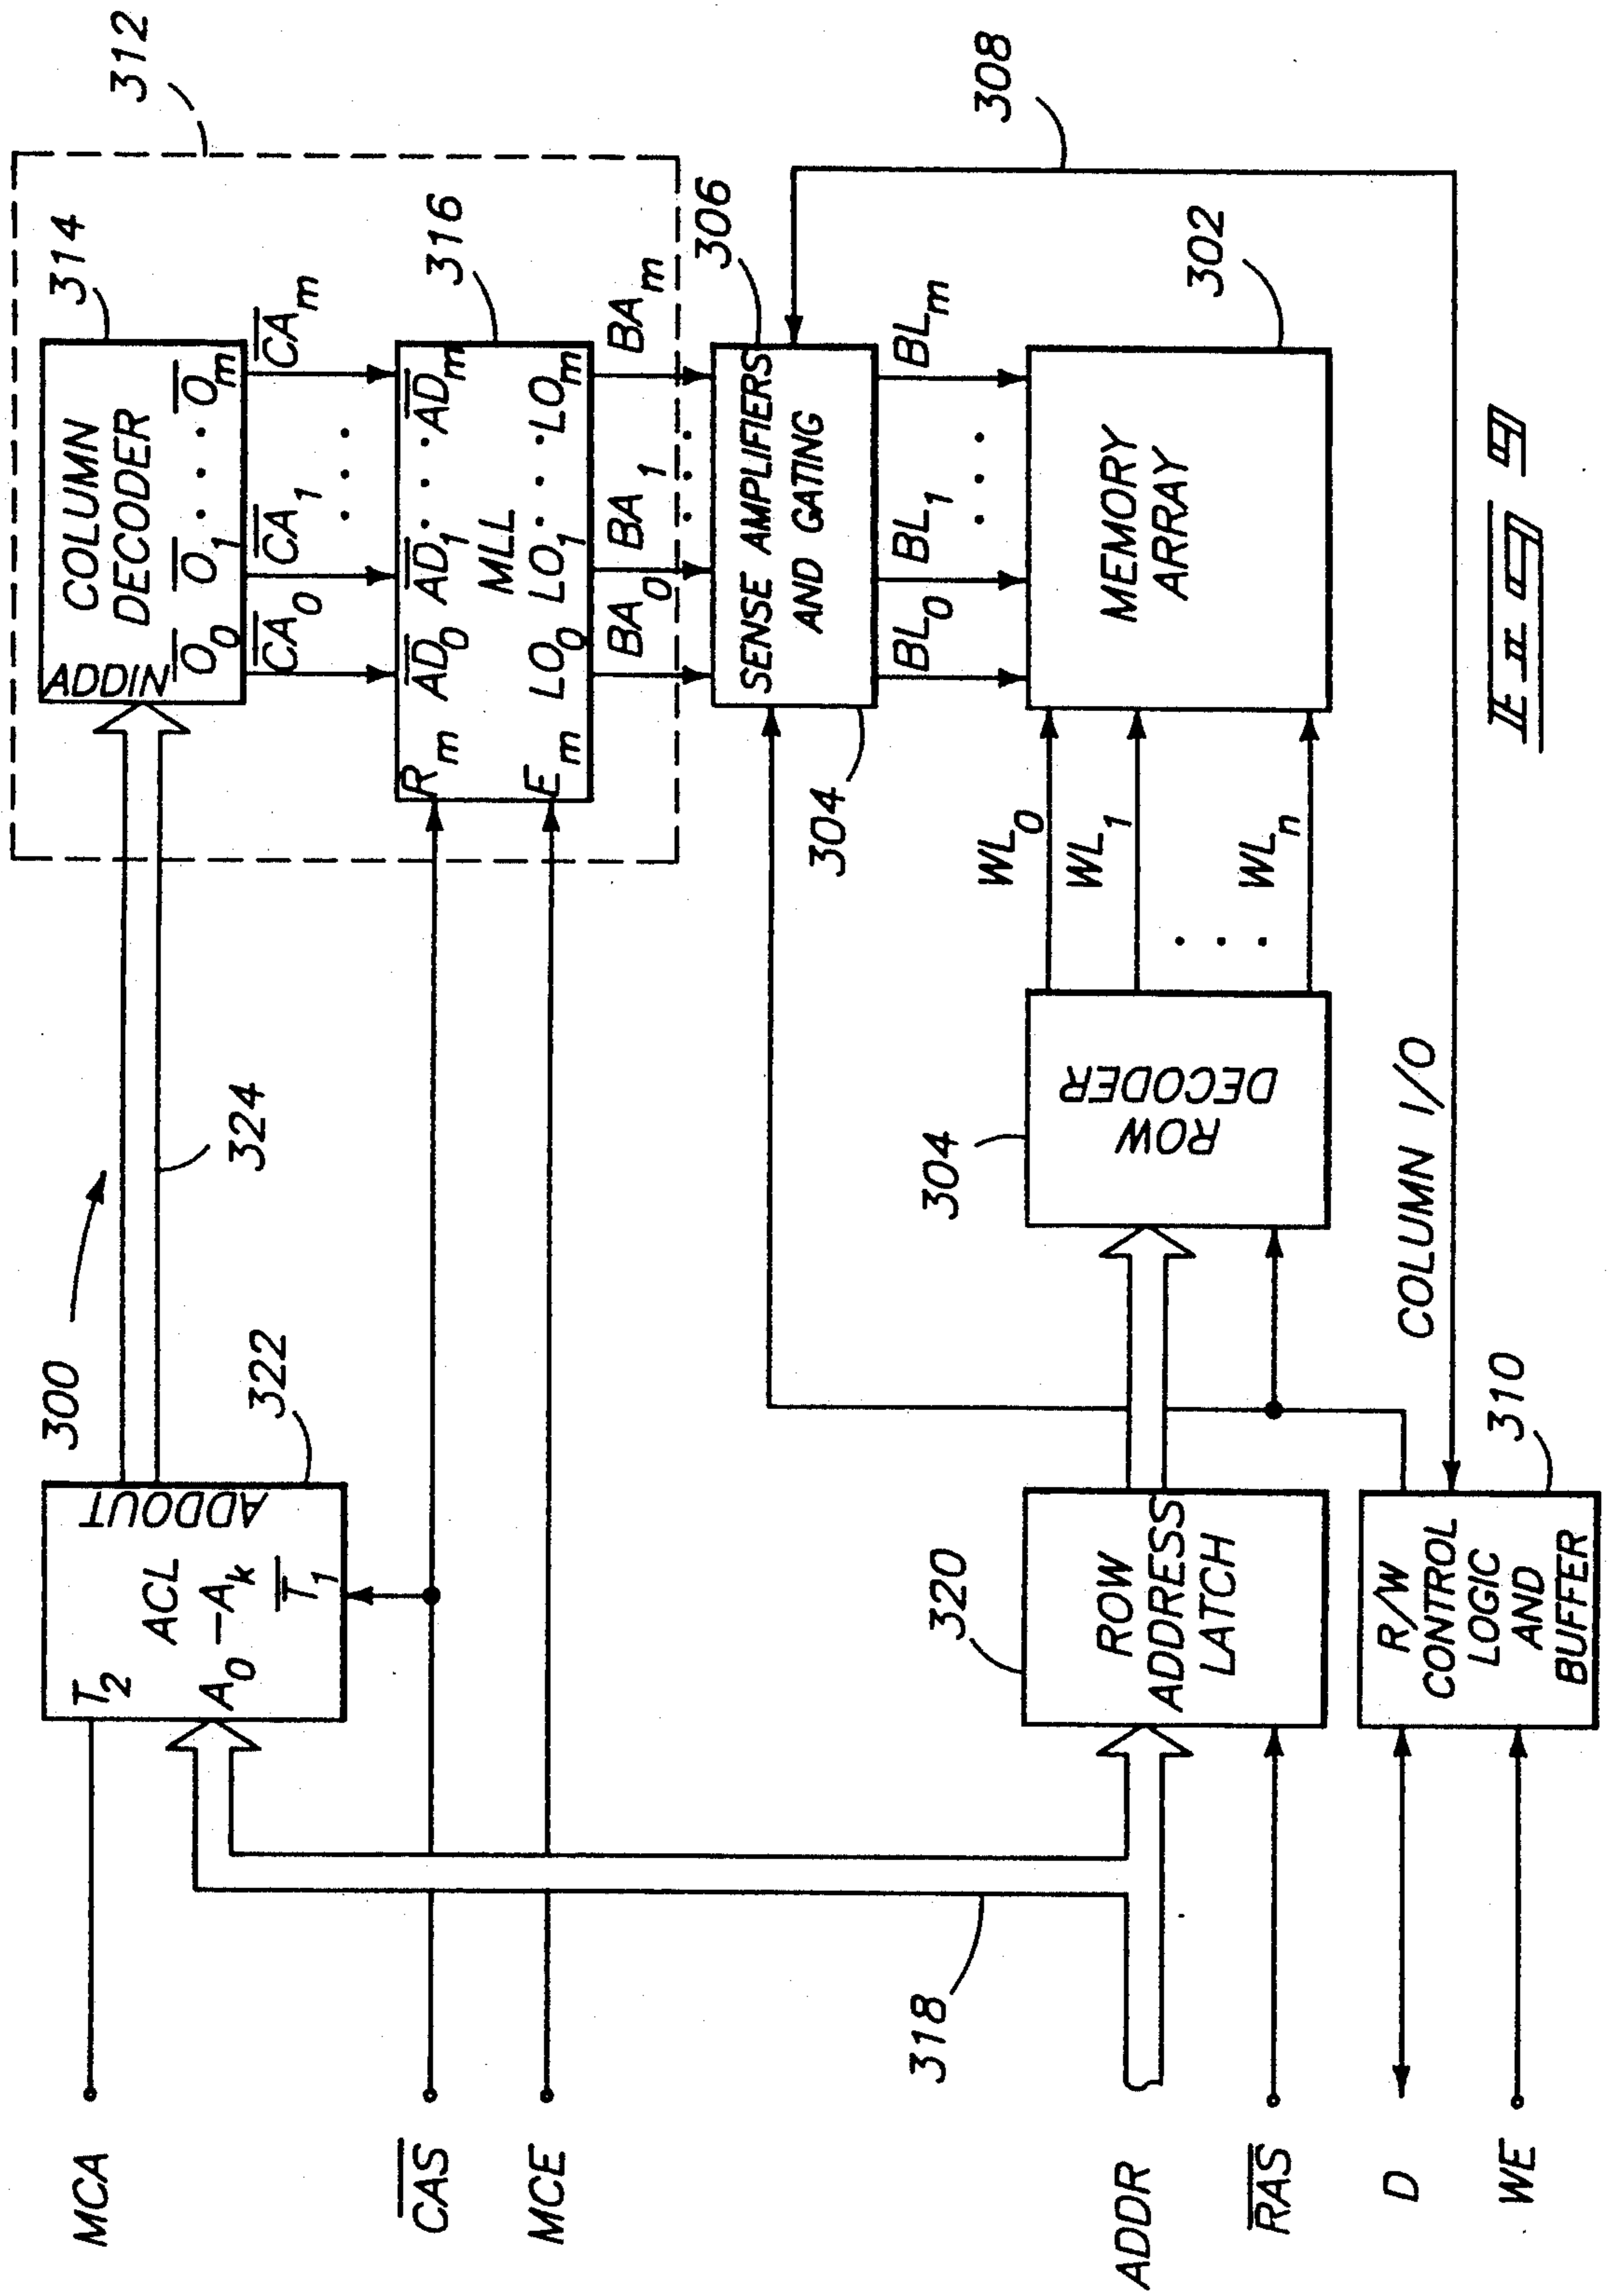 312
314
COLUMN
DECODER
ADDIN
O̅0 O̅1 . . . O̅m
C̅A̅0 C̅A̅1 . . . C̅A̅m
316
Rm A̅D̅0 A̅D̅1 . . . A̅D̅m
MLL
Em LO0 LO1 . . . LOm
BA0 BA1 . . . BAm
306
SENSE AMPLIFIERS
AND GATING
304
BL0 BL1 . . . BLm
308
MEMORY
ARRAY
302
WL0
WL1
. . .
WLn
300
324
322
T2
ACL
A0-Ak
T̅1
ADDOUT
304
ROW
DECODER
COLUMN I/O
320
ROW
ADDRESS
LATCH
310
R/W
CONTROL
LOGIC
AND
BUFFER
318
MCA
C̅A̅S̅
MCE
ADDR
R̅A̅S̅
D
WE
FIG 9